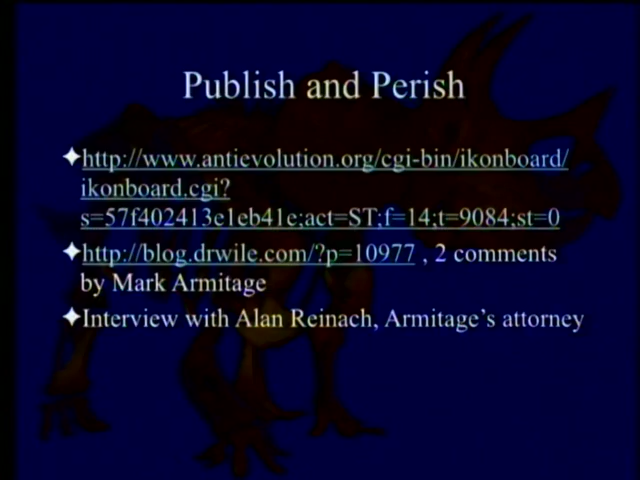 Publish and Perish
✦http://www.antievolution.org/cgi-bin/ikonboard/
ikonboard.cgi?
s=57f402413e1eb41e;act=ST;f=14;t=9084;st=0
✦http://blog.drwile.com/?p=10977 , 2 comments
by Mark Armitage
✦Interview with Alan Reinach, Armitage's attorney